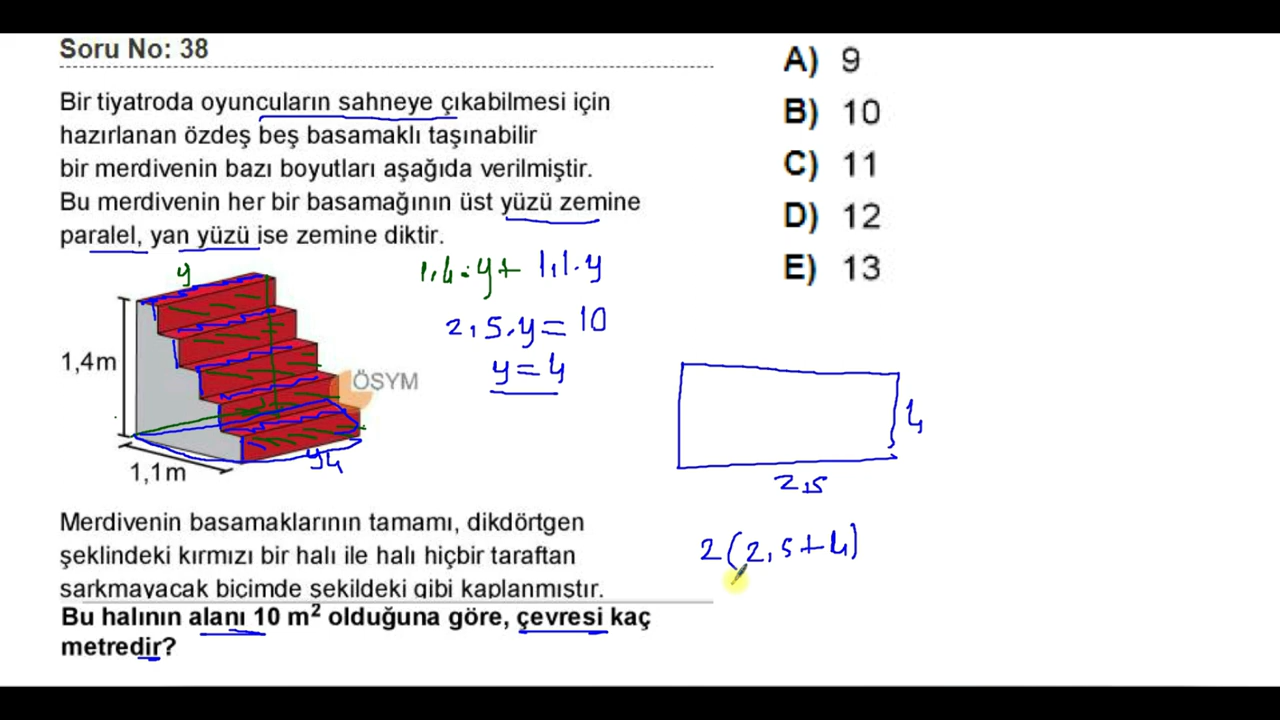 Soru No: 38
Bir tiyatroda oyuncuların sahneye çıkabilmesi için
hazırlanan özdeş beş basamaklı taşınabilir
bir merdivenin bazı boyutları aşağıda verilmiştir.
Bu merdivenin her bir basamağının üst yüzü zemine
paralel, yan yüzü ise zemine diktir.
y
1,4m
1,1m
ÖSYM
y4
1,4.y+ 1,1.y
2,5.y=10
y=4
Merdivenin basamaklarının tamamı, dikdörtgen
şeklindeki kırmızı bir halı ile halı hiçbir taraftan
sarkmayacak biçimde şekildeki gibi kaplanmıştır.
Bu halının alanı 10 m² olduğuna göre, çevresi kaç
metredir?
A) 9
B) 10
C) 11
D) 12
E) 13
4
2,5
2(2,5+4)